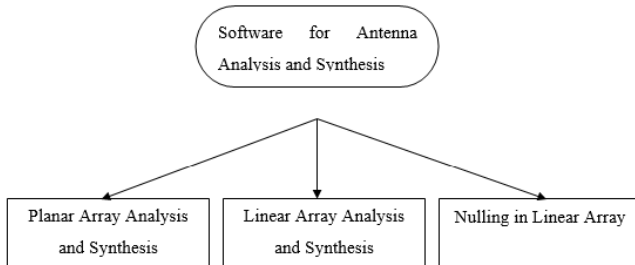 Software for Antenna
Analysis and Synthesis
Planar Array Analysis
and Synthesis
Linear Array Analysis
and Synthesis
Nulling in Linear Array